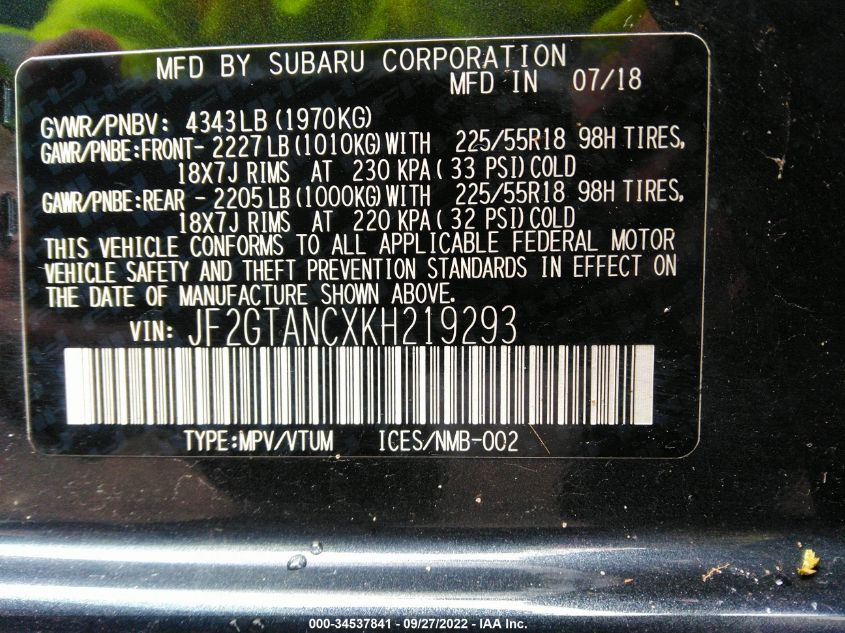 MFD BY SUBARU CORPORATION
MFD IN 07/18
GVWR/PNBV: 4343LB (1970KG)
GAWR/PNBE:FRONT- 2227LB (1010KG) WITH 225/55R18 98H TIRES,
18X7J RIMS AT 230 KPA ( 33 PSI) COLD
GAWR/PNBE:REAR - 2205LB (1000KG) WITH 225/55R18 98H TIRES,
18X7J RIMS AT 220 KPA ( 32 PSI) COLD
THIS VEHICLE CONFORMS TO ALL APPLICABLE FEDERAL MOTOR
VEHICLE SAFETY AND THEFT PREVENTION STANDARDS IN EFFECT ON
THE DATE OF MANUFACTURE SHOWN ABOVE.
VIN: JF2GTANCXKH219293
TYPE:MPV/VTUM ICES/NMB-002
000-34537841 - 09/27/2022 - IAA Inc.